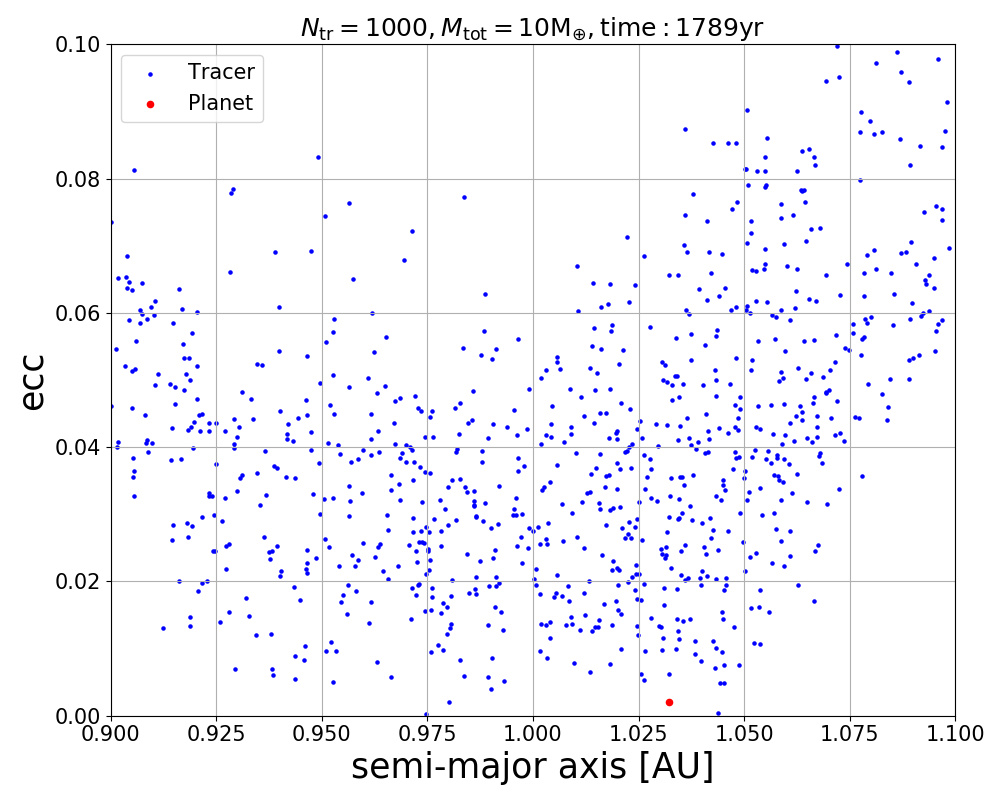 N_tr = 1000, M_tot = 10M_⊕, time : 1789yr
0.10
Tracer
Planet
0.08
0.06
ecc
0.04
0.02
0.00
0.900 0.925 0.950 0.975 1.000 1.025 1.050 1.075 1.100
semi-major axis [AU]